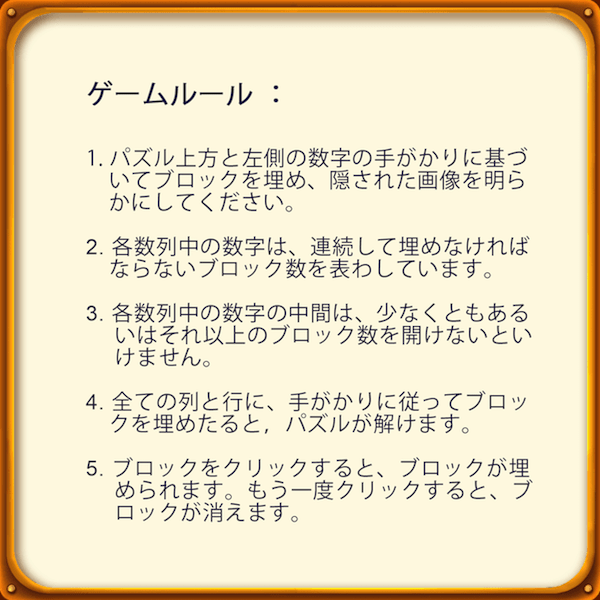 ゲームルール ：
1. パズル上方と左側の数字の手がかりに基づ
いてブロックを埋め、隠された画像を明ら
かにしてください。
2. 各数列中の数字は、連続して埋めなければ
ならないブロック数を表わしています。
3. 各数列中の数字の中間は、少なくともある
いはそれ以上のブロック数を開けないとい
けません。
4. 全ての列と行に、手がかりに従ってブロッ
クを埋めたると，パズルが解けます。
5. ブロックをクリックすると、ブロックが埋
められます。もう一度クリックすると、ブ
ロックが消えます。